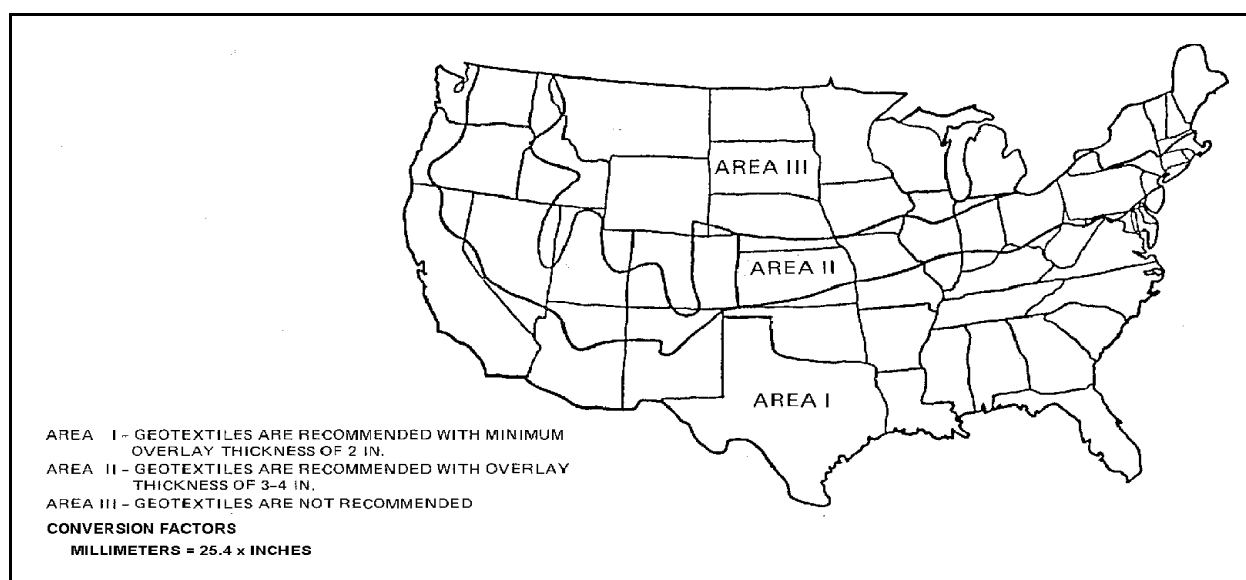 AREA III
AREA II
AREA I
AREA I - GEOTEXTILES ARE RECOMMENDED WITH MINIMUM
OVERLAY THICKNESS OF 2 IN.
AREA II - GEOTEXTILES ARE RECOMMENDED WITH OVERLAY
THICKNESS OF 3-4 IN.
AREA III - GEOTEXTILES ARE NOT RECOMMENDED
CONVERSION FACTORS
MILLIMETERS = 25.4 x INCHES